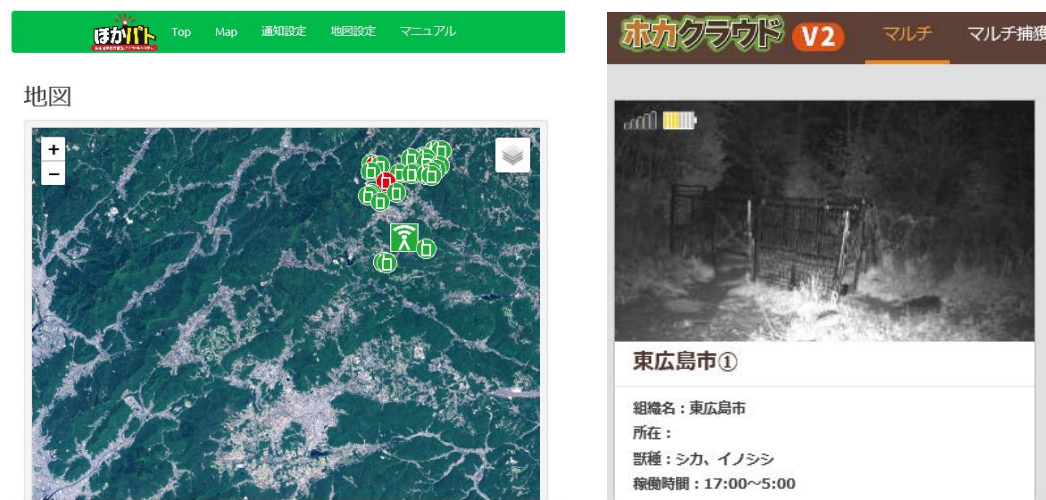 ほかパト Top Map 通知設定 地図設定 マニュアル
地図
+
−
ホカクラウド V2 マルチ マルチ捕獲
東広島市①
組織名：東広島市
所在：
獣種：シカ、イノシシ
稼働時間：17:00～5:00